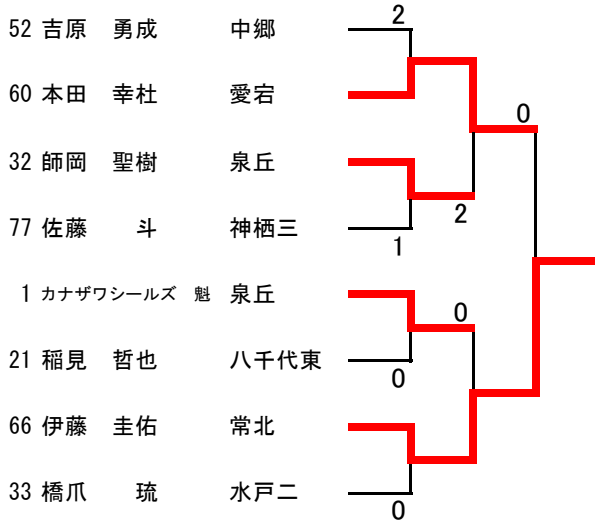 52 吉原 勇成 中郷 2
60 本田 幸杜 愛宕
0
32 師岡 聖樹 泉丘
2
77 佐藤 斗 神栖三 1
1 カナザワシールズ 魁 泉丘
0
21 稲見 哲也 八千代東 0
66 伊藤 圭佑 常北
33 橋爪 琉 水戸二 0